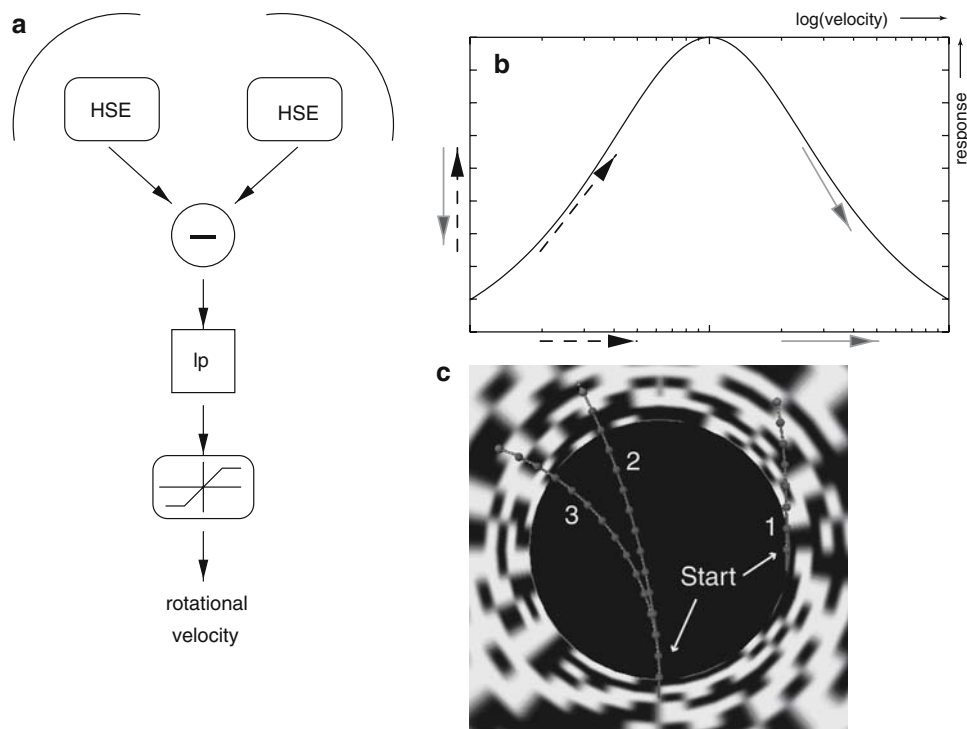 a
HSE
HSE
—
lp
rotational
velocity
log(velocity)
b
response
c
2
3
1
Start